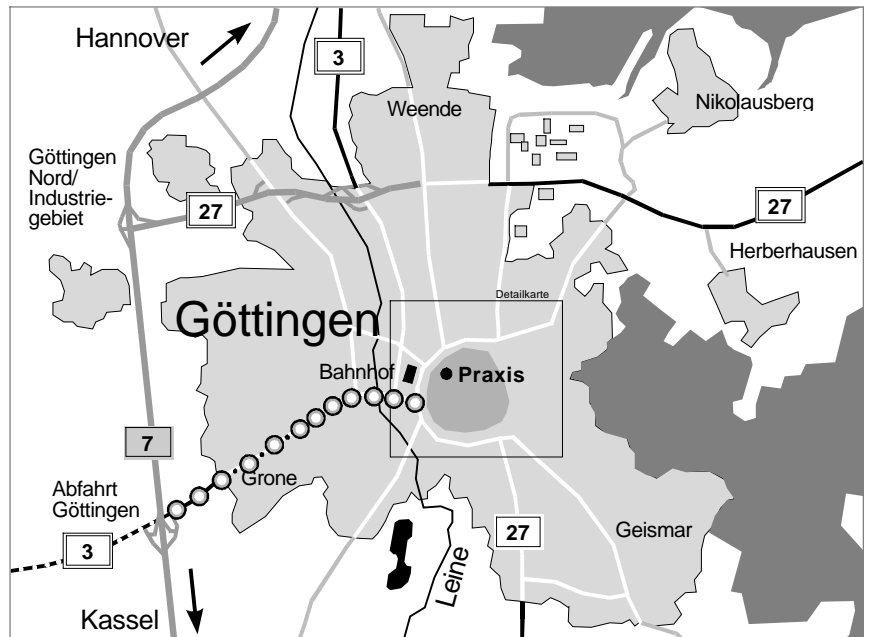 Hannover
3
Weende
Nikolausberg
Göttingen
Nord/
Industrie-
gebiet
27
27
Herberhausen
Detailkarte
Göttingen
Bahnhof
Praxis
7
Grone
Abfahrt
Göttingen
3
27
Geismar
Leine
Kassel